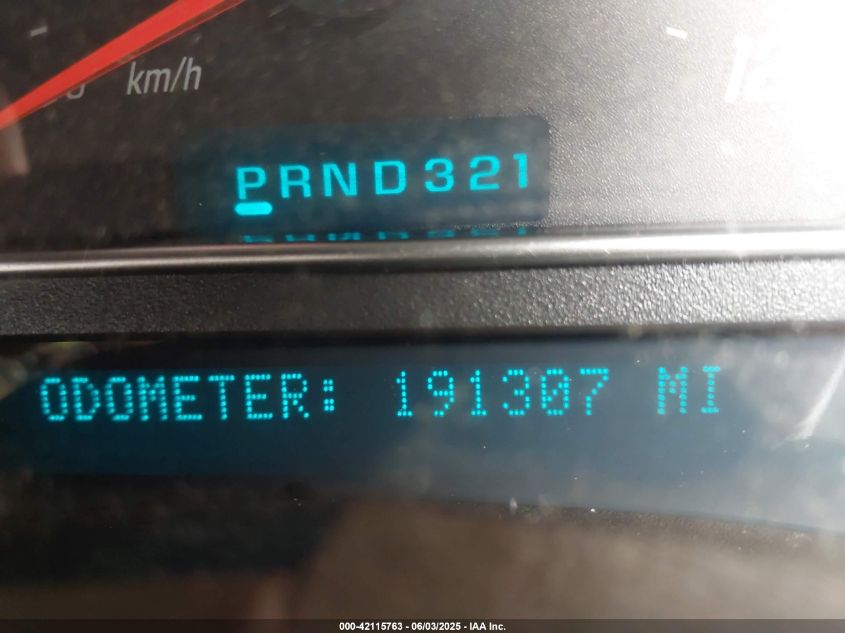 km/h
PRND321
ODOMETER: 191307 MI
000-42115763 - 06/03/2025 - IAA Inc.